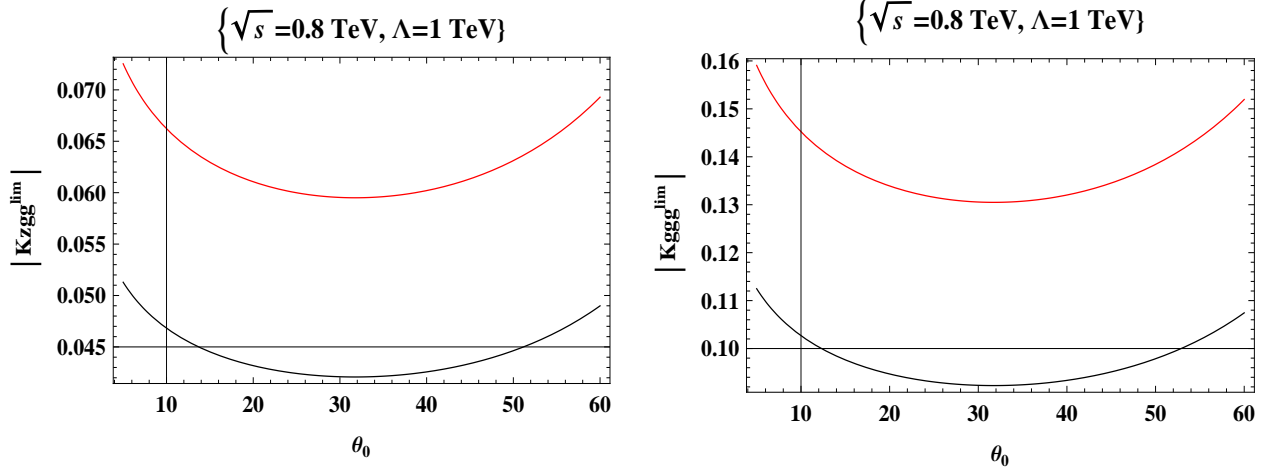 {√s =0.8 TeV, Λ=1 TeV}
| Kzgg^lim |
0.070
0.065
0.060
0.055
0.050
0.045
10 20 30 40 50 60
θ₀
{√s =0.8 TeV, Λ=1 TeV}
| Kggg^lim |
0.16
0.15
0.14
0.13
0.12
0.11
0.10
10 20 30 40 50 60
θ₀